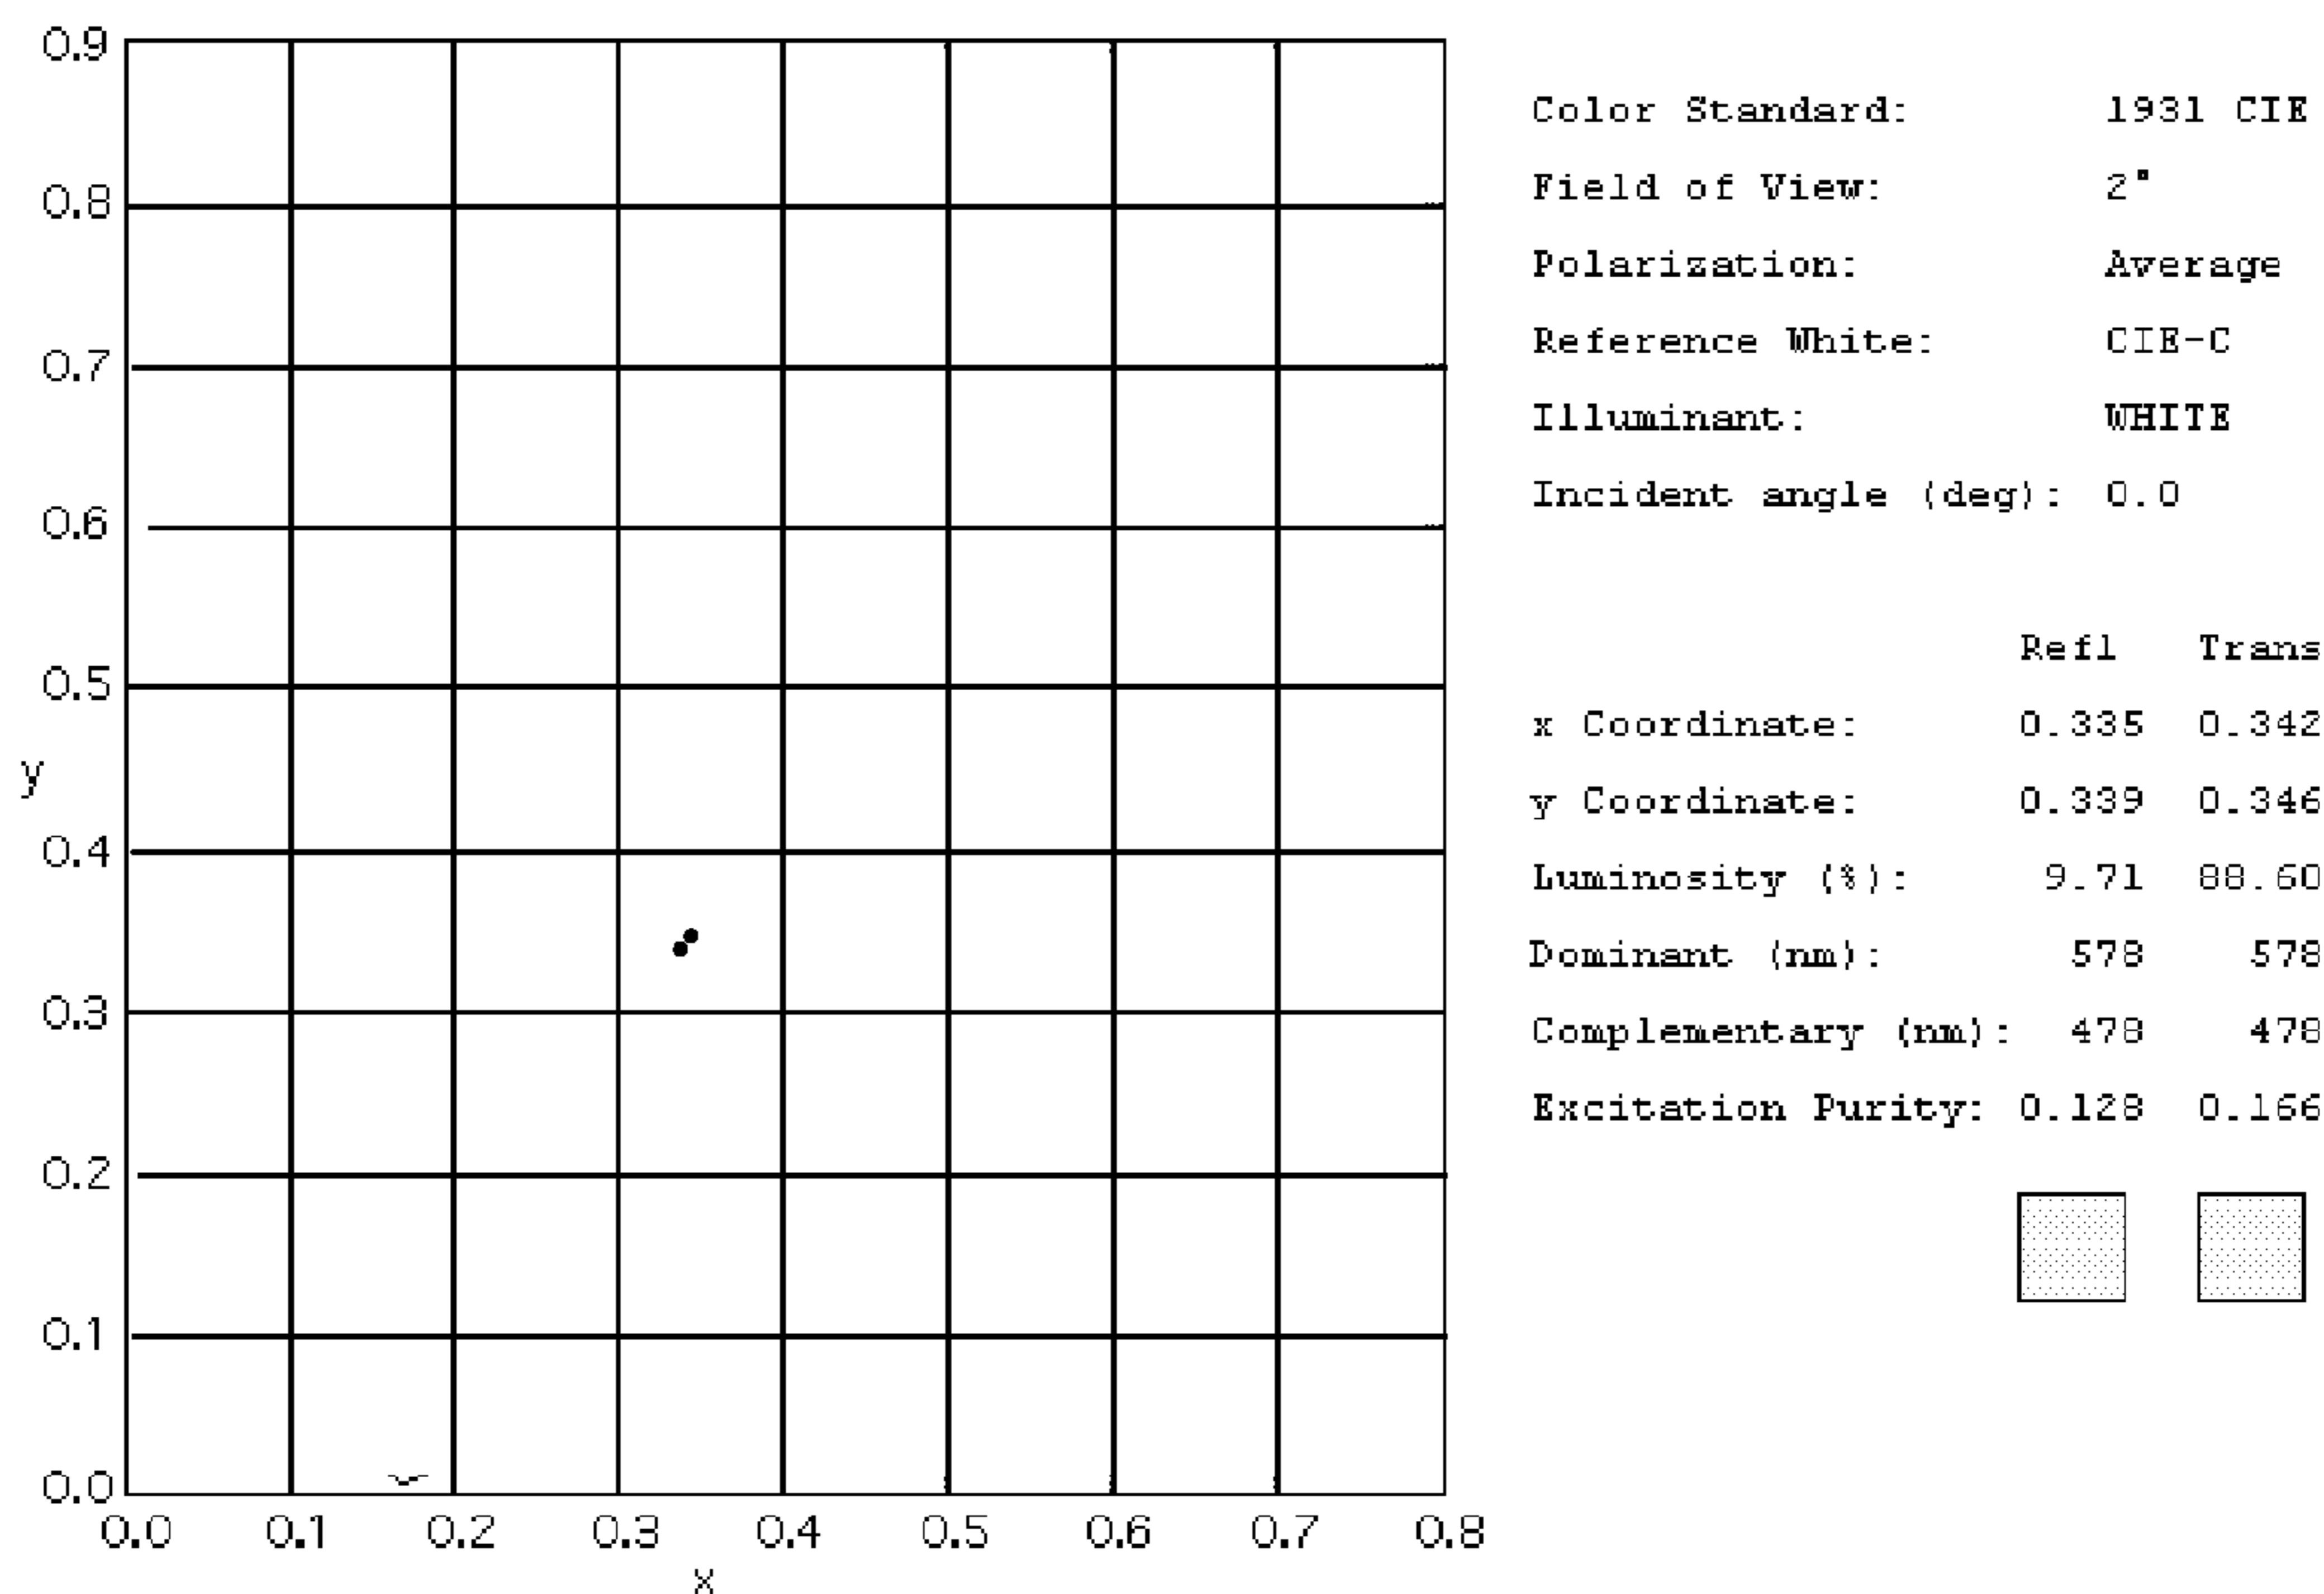 0.9
0.8
0.7
0.6
0.5
y
0.4
0.3
0.2
0.1
0.0
0.0 0.1 0.2 0.3 0.4 0.5 0.6 0.7 0.8
x
Color Standard: 1931 CIE
Field of View: 2°
Polarization: Average
Reference White: CIE-C
Illuminant: WHITE
Incident angle (deg): 0.0
Refl Trans
x Coordinate: 0.335 0.342
y Coordinate: 0.339 0.346
Luminosity (%): 9.71 88.60
Dominant (nm): 578 578
Complementary (nm): 478 478
Excitation Purity: 0.128 0.166